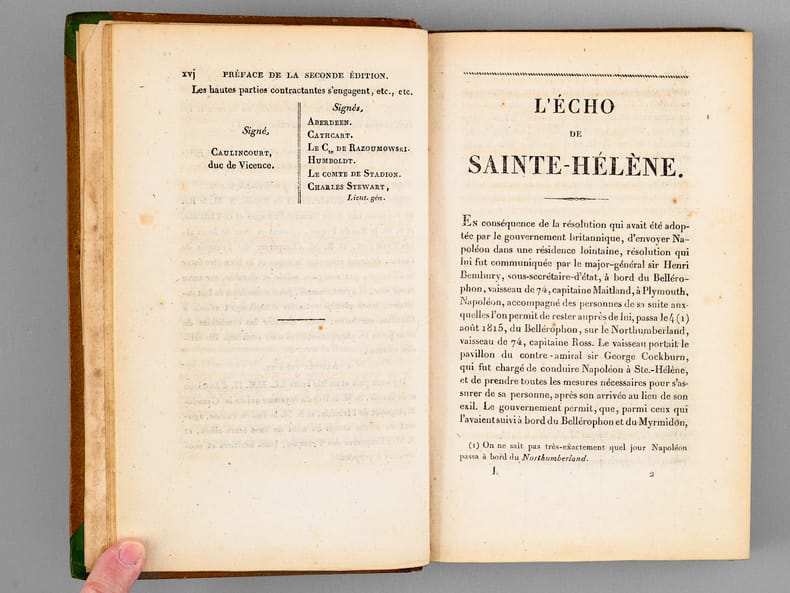 xvj PRÉFACE DE LA SECONDE ÉDITION.
Les hautes parties contractantes s'engagent, etc., etc.
Signé,
CAULINCOURT,
duc de Vicence.
Signés,
ABERDEEN.
CATHCART.
LE Cte DE RAZOUMOWSKI.
HUMBOLDT.
LE COMTE DE STADION.
CHARLES STEWART,
Lieut. gén.
L'ÉCHO
DE
SAINTE-HÉLÈNE.
EN conséquence de la résolution qui avait été adop-
tée par le gouvernement britannique, d'envoyer Na-
poléon dans une résidence lointaine, résolution qui
lui fut communiquée par le major-général sir Henri
Bembury, sous-secrétaire-d'état, à bord du Belléro-
phon, vaisseau de 74, capitaine Maitland, à Plymouth,
Napoléon, accompagné des personnes de sa suite aux-
quelles l'on permit de rester auprès de lui, passa le 4 (1)
août 1815, du Bellérophon, sur le Northumberland,
vaisseau de 74, capitaine Ross. Le vaisseau portait le
pavillon du contre-amiral sir George Cockburn,
qui fut chargé de conduire Napoléon à Ste.-Hélène,
et de prendre toutes les mesures nécessaires pour s'as-
surer de sa personne, après son arrivée au lieu de son
exil. Le gouvernement permit, que, parmi ceux qui
l'avaient suivi à bord du Bellérophon et du Myrmidon,
(1) On ne sait pas très-exactement quel jour Napoléon
passa à bord du Northumberland.
I. 2